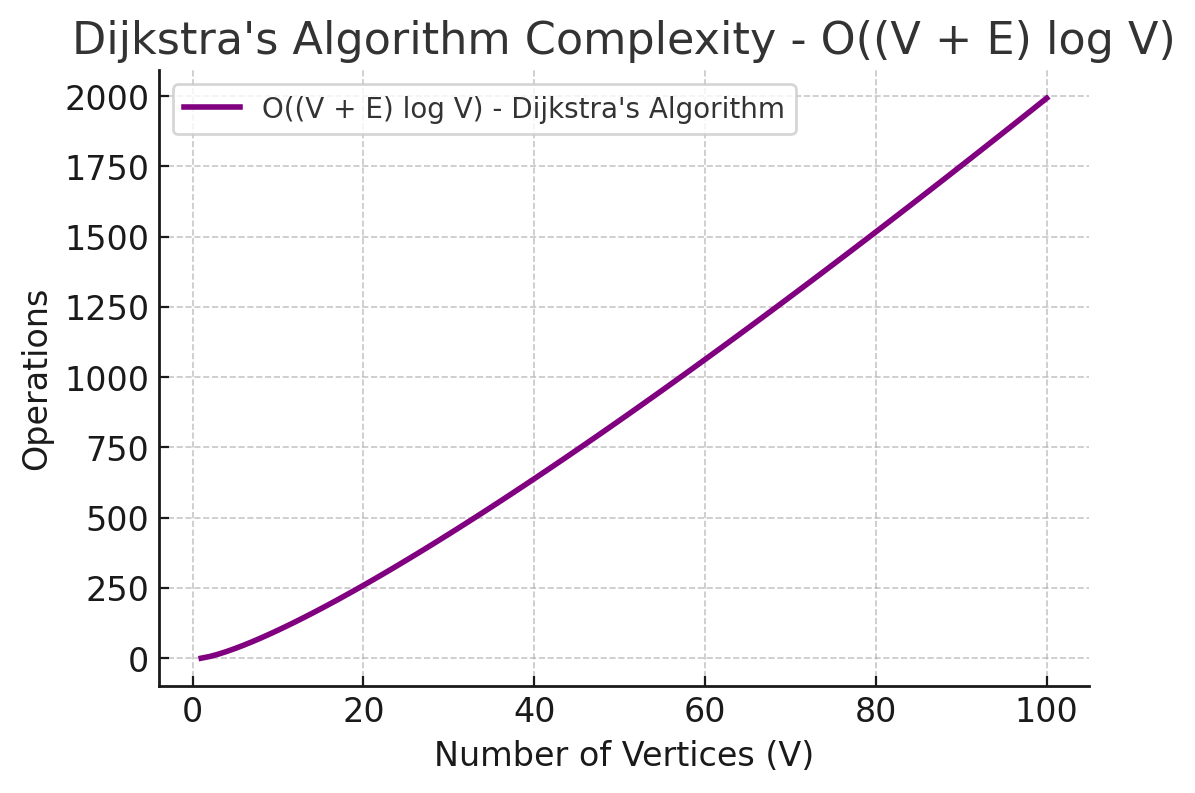 Dijkstra's Algorithm Complexity - O((V + E) log V)
O((V + E) log V) - Dijkstra's Algorithm
2000
1750
1500
1250
1000
750
500
250
0
Operations
0 20 40 60 80 100
Number of Vertices (V)